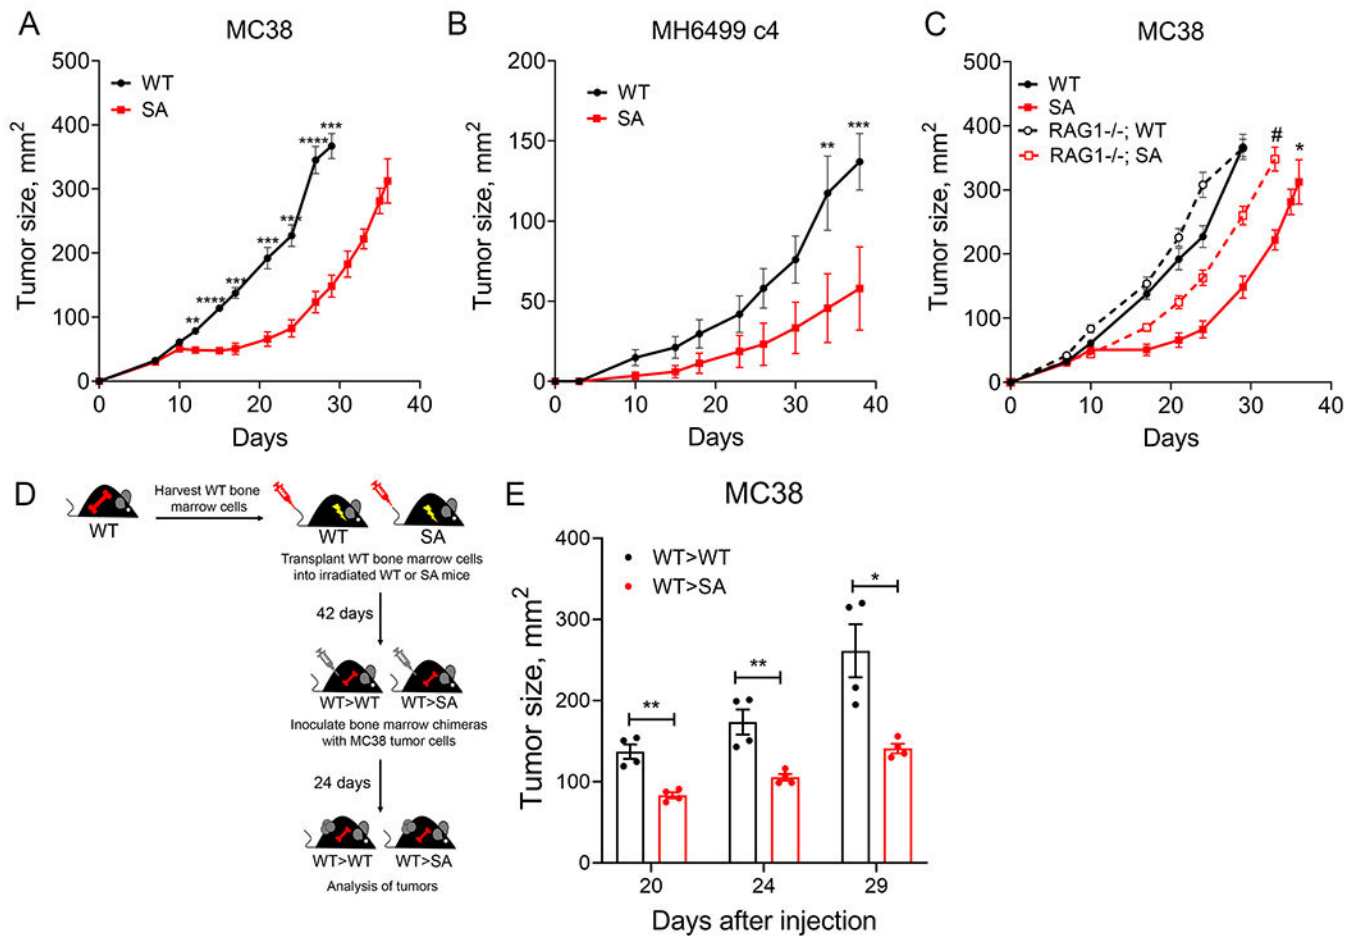 A
MC38
Tumor size, mm2
500
400
300
200
100
0
WT
SA
**
****
***
***
***
****
***
0
10
20
30
40
Days
B
MH6499 c4
Tumor size, mm2
200
150
100
50
0
WT
SA
**
***
0
10
20
30
40
Days
C
MC38
Tumor size, mm2
500
400
300
200
100
0
WT
SA
RAG1-/-; WT
RAG1-/-; SA
#
*
0
10
20
30
40
Days
D
WT
Harvest WT bone
marrow cells
WT
SA
Transplant WT bone marrow cells
into irradiated WT or SA mice
42 days
WT>WT
WT>SA
Inoculate bone marrow chimeras
with MC38 tumor cells
24 days
WT>WT
WT>SA
Analysis of tumors
E
MC38
Tumor size, mm2
400
300
200
100
0
WT>WT
WT>SA
**
**
*
20
24
29
Days after injection